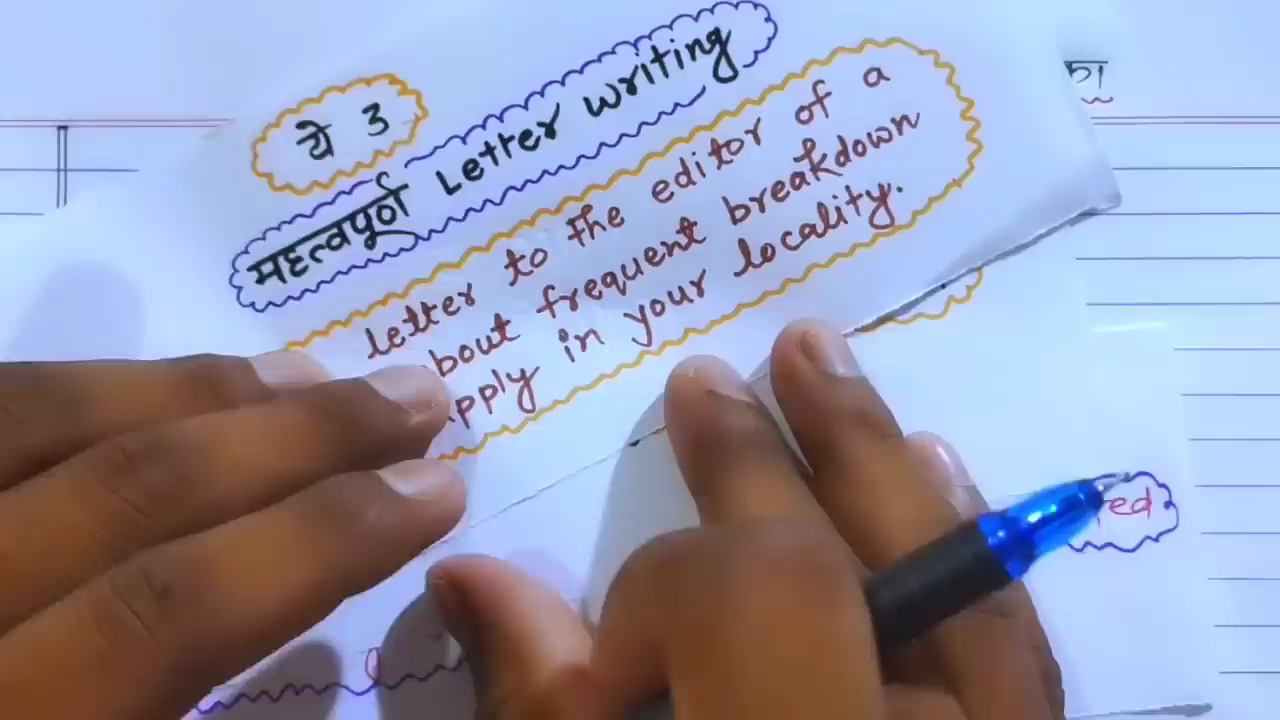 ये 3
महत्वपूर्ण Letter writing
letter to the editor of a
bout frequent breakdown
pply in your locality.